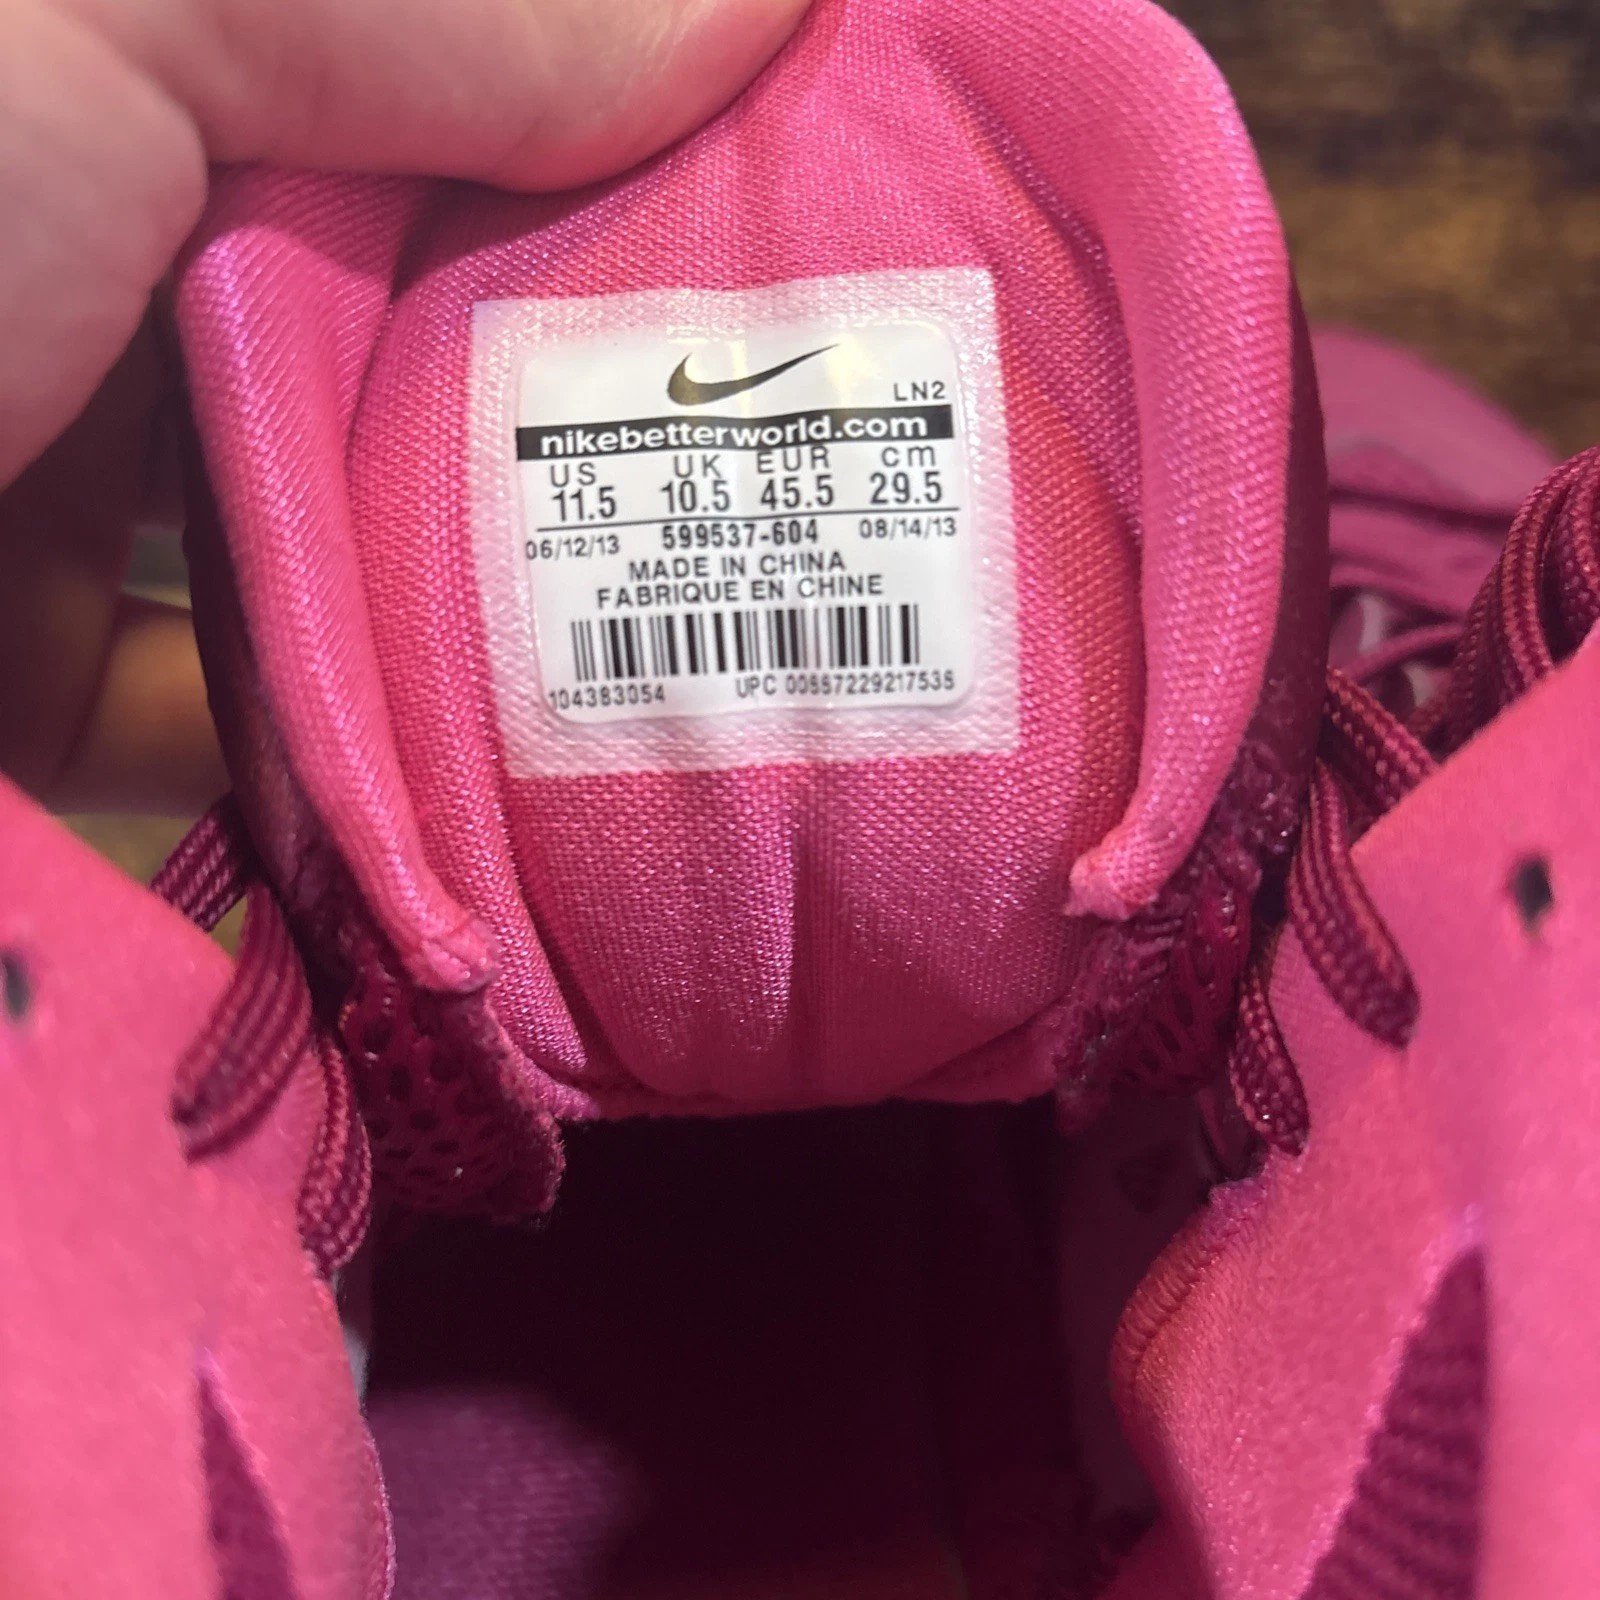 LN2
nikebetterworld.com
US UK EUR cm
11.5 10.5 45.5 29.5
06/12/13 599537-604 08/14/13
MADE IN CHINA
FABRIQUE EN CHINE
104383054 UPC